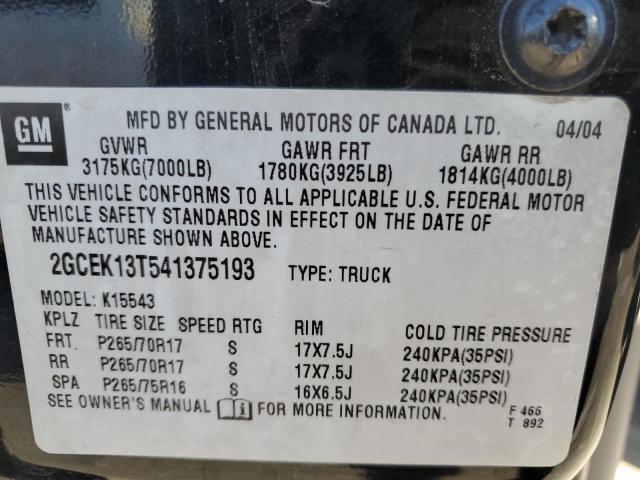 GM ®
MFD BY GENERAL MOTORS OF CANADA LTD. 04/04
GVWR GAWR FRT GAWR RR
3175KG(7000LB) 1780KG(3925LB) 1814KG(4000LB)
THIS VEHICLE CONFORMS TO ALL APPLICABLE U.S. FEDERAL MOTOR
VEHICLE SAFETY STANDARDS IN EFFECT ON THE DATE OF
MANUFACTURE SHOWN ABOVE.
2GCEK13T541375193 TYPE: TRUCK
MODEL: K15543
KPLZ TIRE SIZE SPEED RTG RIM COLD TIRE PRESSURE
FRT. P265/70R17 S 17X7.5J 240KPA(35PSI)
RR P265/70R17 S 17X7.5J 240KPA(35PSI)
SPA P265/75R16 S 16X6.5J 240KPA(35PSI)
SEE OWNER'S MANUAL FOR MORE INFORMATION.
F 466
T 892